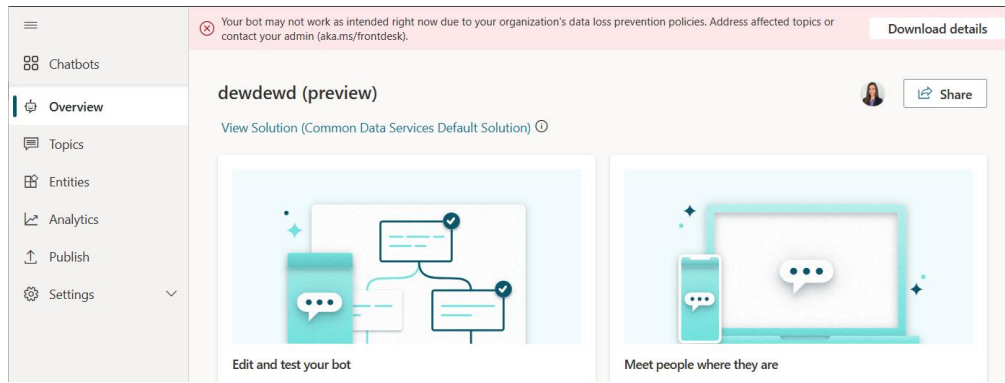 Your bot may not work as intended right now due to your organization's data loss prevention policies. Address affected topics or
contact your admin (aka.ms/frontdesk).
Download details
Chatbots
Overview
Topics
Entities
Analytics
Publish
Settings
dewdewd (preview)
Share
View Solution (Common Data Services Default Solution)
Edit and test your bot
Meet people where they are